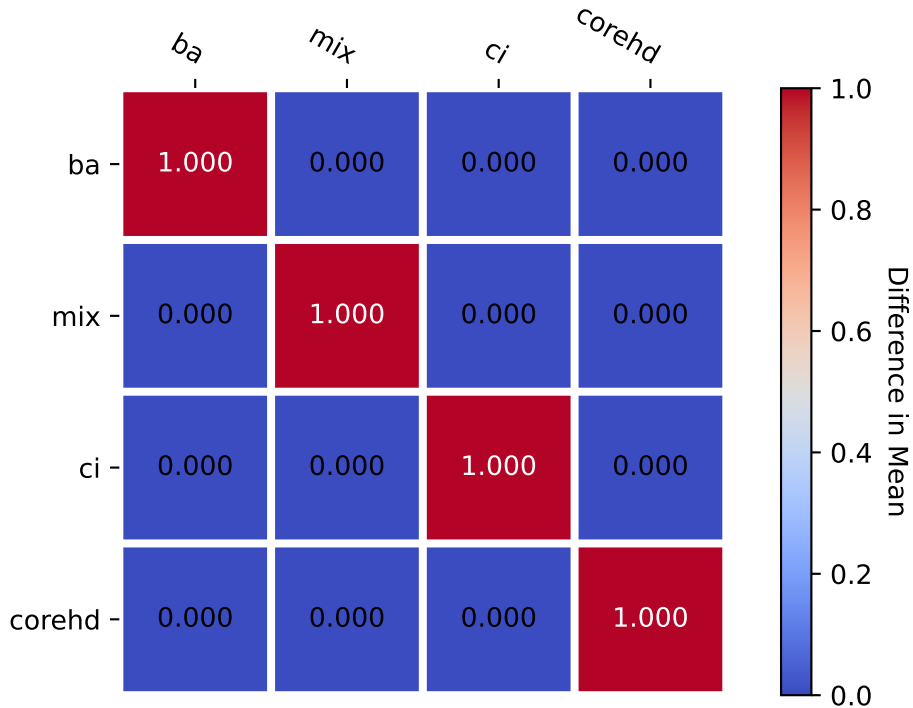 ba mix ci corehd
ba 1.000 0.000 0.000 0.000
mix 0.000 1.000 0.000 0.000
ci 0.000 0.000 1.000 0.000
corehd 0.000 0.000 0.000 1.000
1.0
0.8
0.6
0.4
0.2
0.0
Difference in Mean